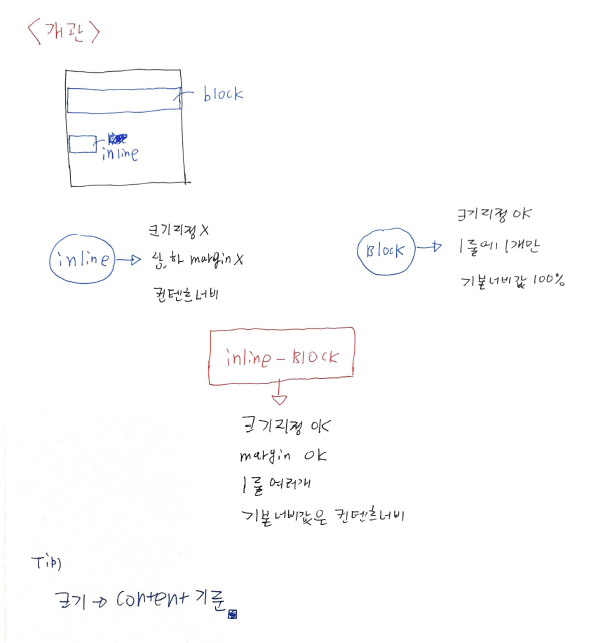 <개관>
block
inline
inline
크기지정 X
상, 하 margin X
컨텐츠너비
Block
크기지정 OK
1줄에 1개만
기본너비값 100%
inline-Block
크기지정 OK
margin OK
1줄 여러개
기본너비값은 컨텐츠너비
Tip)
크기 → Content 기준